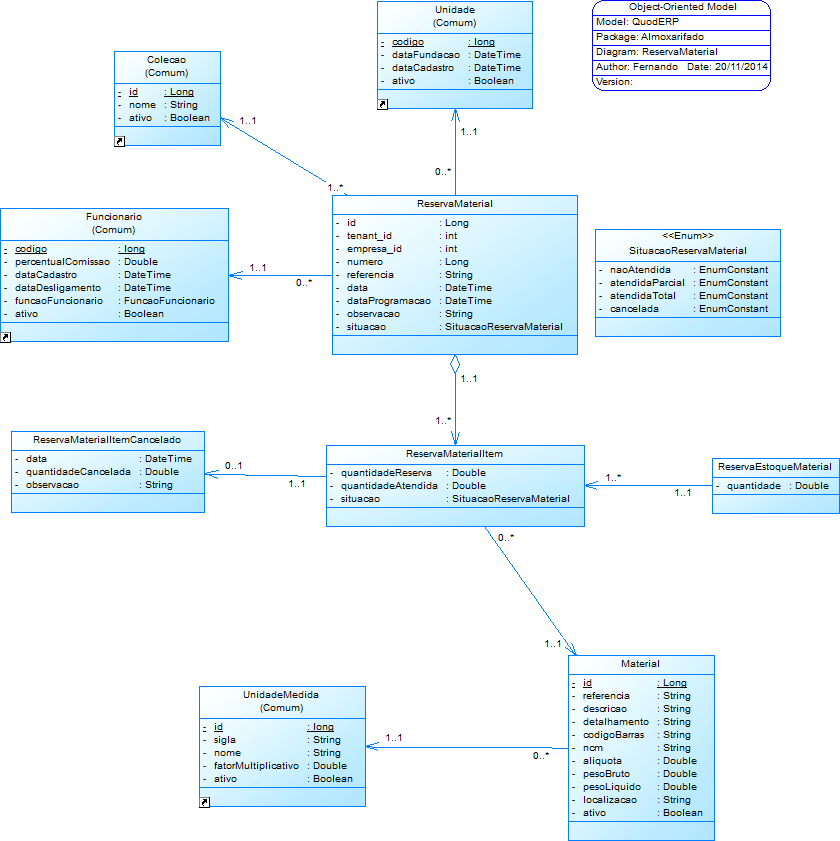 Object-Oriented Model
Model: QuodERP
Package: Almoxarifado
Diagram: ReservaMaterial
Author: Fernando Date: 20/11/2014
Version:
Unidade
(Comum)
- codigo : long
- dataFundacao : DateTime
- dataCadastro : DateTime
- ativo : Boolean
Colecao
(Comum)
- id : Long
- nome : String
- ativo : Boolean
1..1
1..1
0..*
1..*
ReservaMaterial
- id : Long
- tenant_id : int
- empresa_id : int
- numero : Long
- referencia : String
- data : DateTime
- dataProgramacao : DateTime
- observacao : String
- situacao : SituacaoReservaMaterial
Funcionario
(Comum)
- codigo : long
- percentualComissao : Double
- dataCadastro : DateTime
- dataDesligamento : DateTime
- funcaoFuncionario : FuncaoFuncionario
- ativo : Boolean
1..1
0..*
<<Enum>>
SituacaoReservaMaterial
- naoAtendida : EnumConstant
- atendidaParcial : EnumConstant
- atendidaTotal : EnumConstant
- cancelada : EnumConstant
1..1
1..*
ReservaMaterialItemCancelado
- data : DateTime
- quantidadeCancelada : Double
- observacao : String
0..1
1..1
ReservaMaterialItem
- quantidadeReserva : Double
- quantidadeAtendida : Double
- situacao : SituacaoReservaMaterial
1..*
1..1
ReservaEstoqueMaterial
- quantidade : Double
0..*
1..1
Material
- id : Long
- referencia : String
- descricao : String
- detalhamento : String
- codigoBarras : String
- ncm : String
- aliquota : Double
- pesoBruto : Double
- pesoLiquido : Double
- localizacao : String
- ativo : Boolean
UnidadeMedida
(Comum)
- id : long
- sigla : String
- nome : String
- fatorMultiplicativo : Double
- ativo : Boolean
1..1
0..*